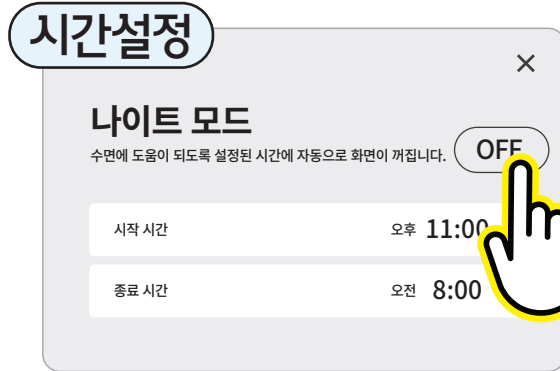 시간설정
×
나이트 모드
수면에 도움이 되도록 설정된 시간에 자동으로 화면이 꺼집니다.
OFF
시작 시간 오후 11:00
종료 시간 오전 8:00